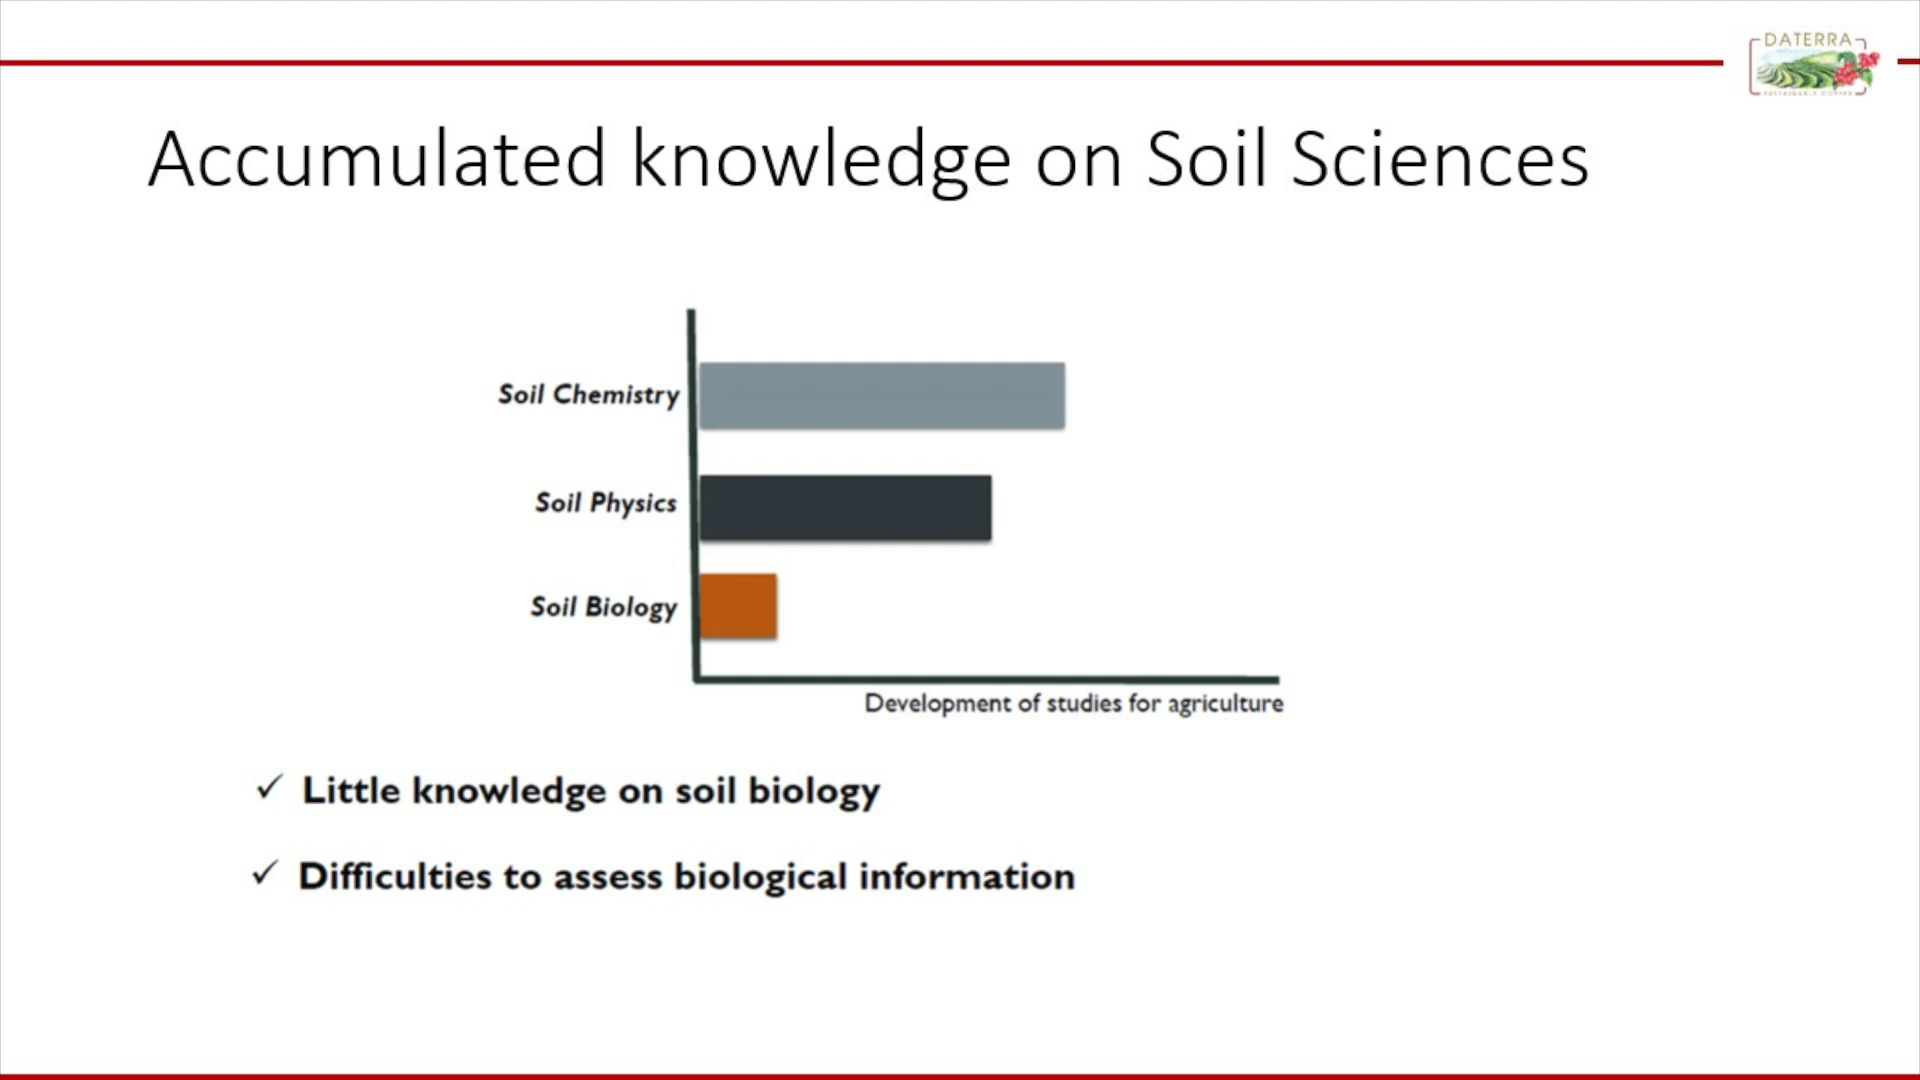 DATERRA
Accumulated knowledge on Soil Sciences
Soil Chemistry
Soil Physics
Soil Biology
Development of studies for agriculture
✓ Little knowledge on soil biology
✓ Difficulties to assess biological information